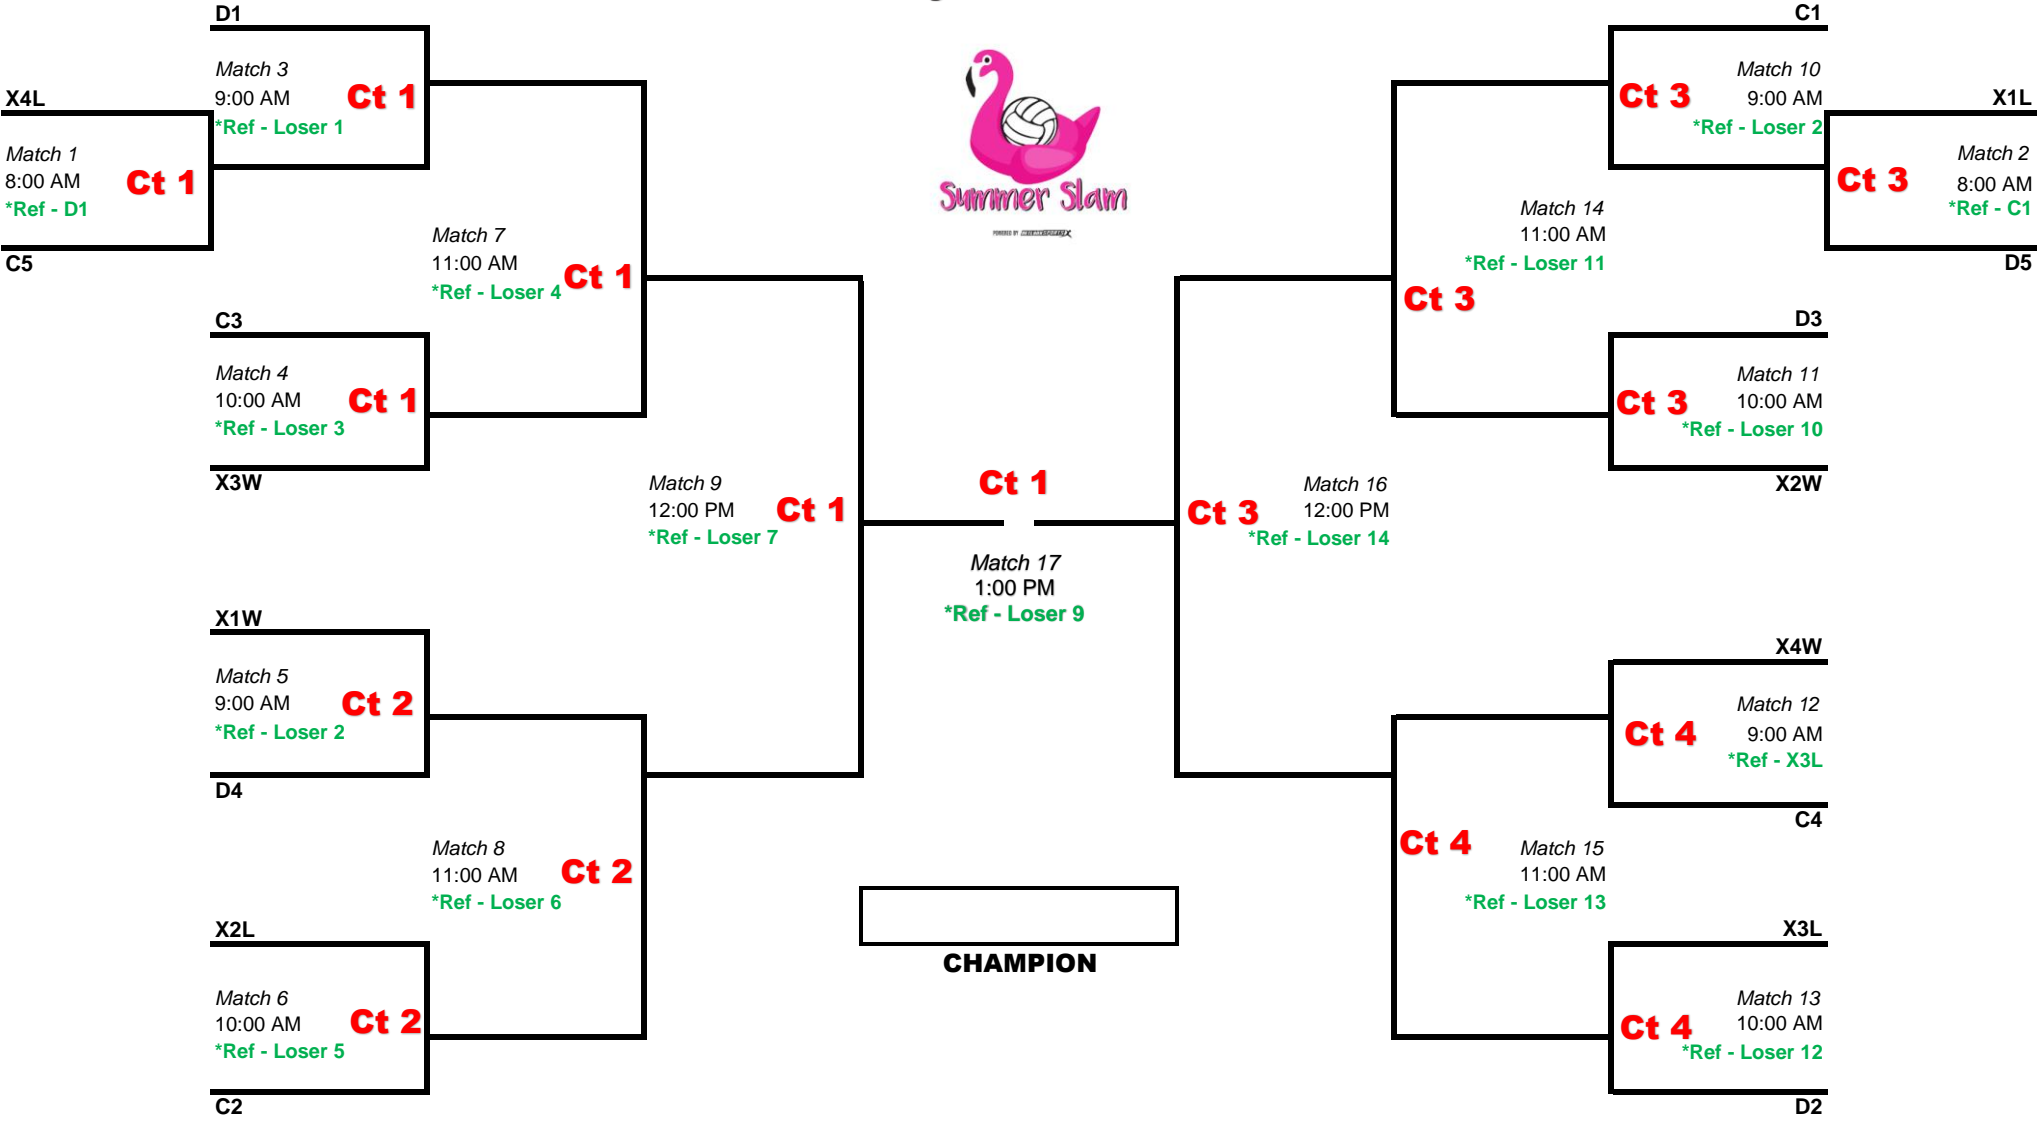 D1
Match 3
9:00 AM
Ct 1
*Ref - Loser 1
X4L
Match 1
8:00 AM
Ct 1
*Ref - D1
C5
Match 7
11:00 AM
Ct 1
*Ref - Loser 4
C3
Match 4
10:00 AM
Ct 1
*Ref - Loser 3
X3W
Match 9
12:00 PM
Ct 1
*Ref - Loser 7
X1W
Match 5
9:00 AM
Ct 2
*Ref - Loser 2
D4
Match 8
11:00 AM
Ct 2
*Ref - Loser 6
X2L
Match 6
10:00 AM
Ct 2
*Ref - Loser 5
C2
Summer Slam
POWERED BY
Ct 1
Match 17
1:00 PM
*Ref - Loser 9
CHAMPION
C1
Match 10
Ct 3
9:00 AM
*Ref - Loser 2
X1L
Match 2
Ct 3
8:00 AM
*Ref - C1
D5
Match 14
11:00 AM
*Ref - Loser 11
Ct 3
D3
Match 11
Ct 3
10:00 AM
*Ref - Loser 10
X2W
Match 16
Ct 3
12:00 PM
*Ref - Loser 14
X4W
Match 12
Ct 4
9:00 AM
*Ref - X3L
C4
Ct 4
Match 15
11:00 AM
*Ref - Loser 13
X3L
Match 13
Ct 4
10:00 AM
*Ref - Loser 12
D2